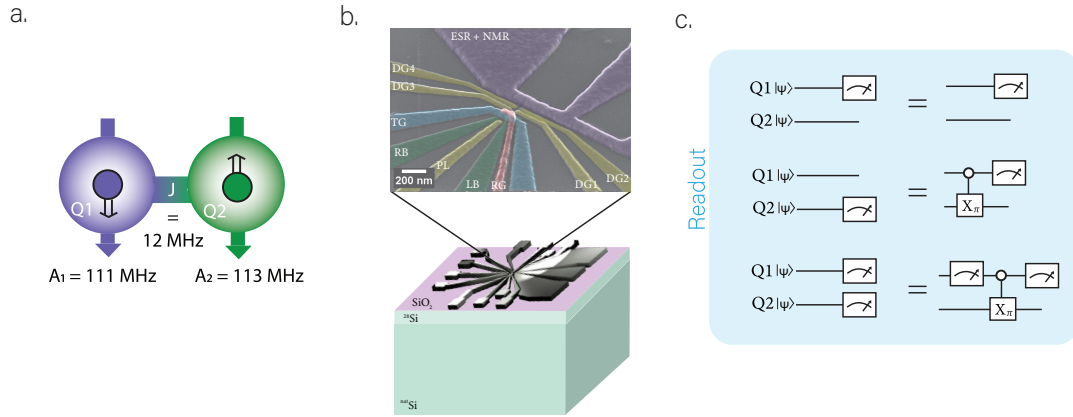 a.
Q1
J
Q2
=
12 MHz
A₁ = 111 MHz
A₂ = 113 MHz
b.
ESR + NMR
DG4
DG3
TG
RB
PL
200 nm
LB
RG
DG1
DG2
SiO₂
²⁸Si
ⁿᵃᵗSi
c.
Readout
Q1 |ψ⟩
=
Q2 |ψ⟩
Q1 |ψ⟩
=
Q2 |ψ⟩
Xπ
Q1 |ψ⟩
=
Q2 |ψ⟩
Xπ